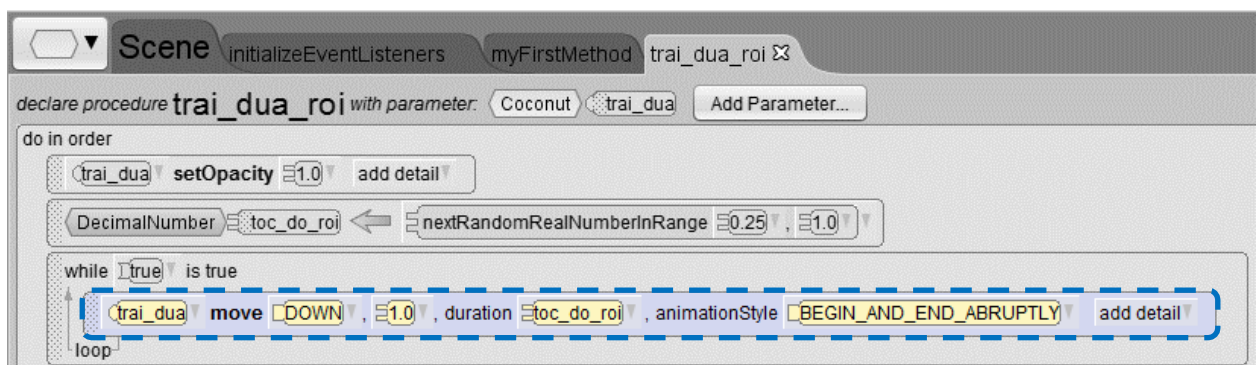 Scene initializeEventListeners myFirstMethod trai_dua_roi
declare procedure trai_dua_roi with parameter: Coconut trai_dua Add Parameter...
do in order
trai_dua setOpacity 1.0 add detail
DecimalNumber toc_do_roi nextRandomRealNumberInRange 0.25 , 1.0
while true is true
trai_dua move DOWN , 1.0 , duration toc_do_roi , animationStyle BEGIN_AND_END_ABRUPTLY add detail
loop